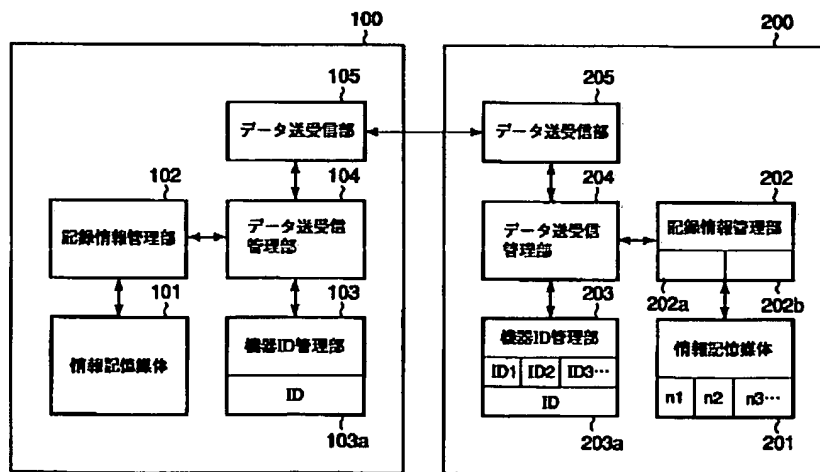 100
200
105
データ送受信部
205
データ送受信部
102
記録情報管理部
104
データ送受信
管理部
204
データ送受信
管理部
202
記録情報管理部
202a
202b
101
情報記憶媒体
103
機器ID管理部
ID
103a
203
機器ID管理部
ID1 ID2 ID3…
ID
203a
情報記憶媒体
n1 n2 n3…
201